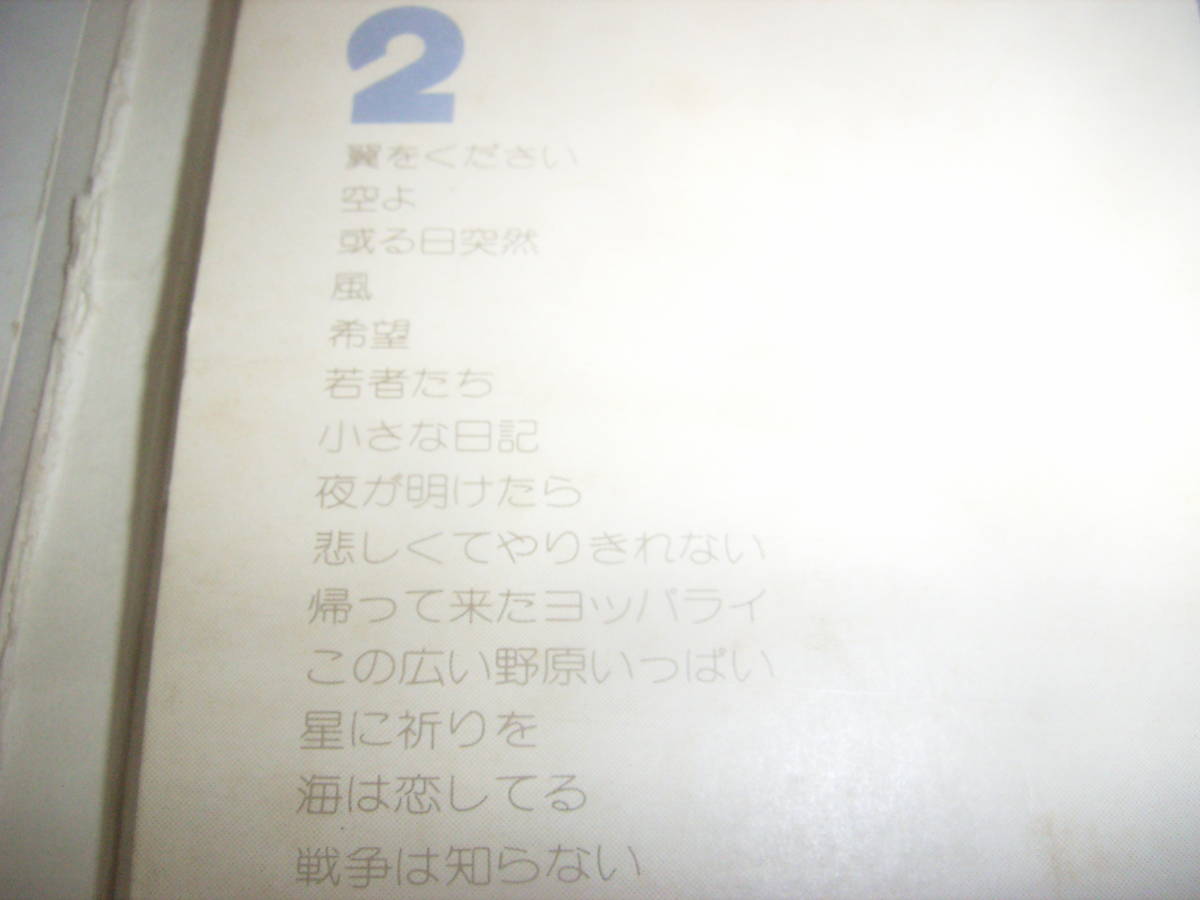 2
翼をください
空よ
或る日突然
風
希望
若者たち
小さな日記
夜が明けたら
悲しくてやりきれない
帰って来たヨッパライ
この広い野原いっぱい
星に祈りを
海は恋してる
戦争は知らない